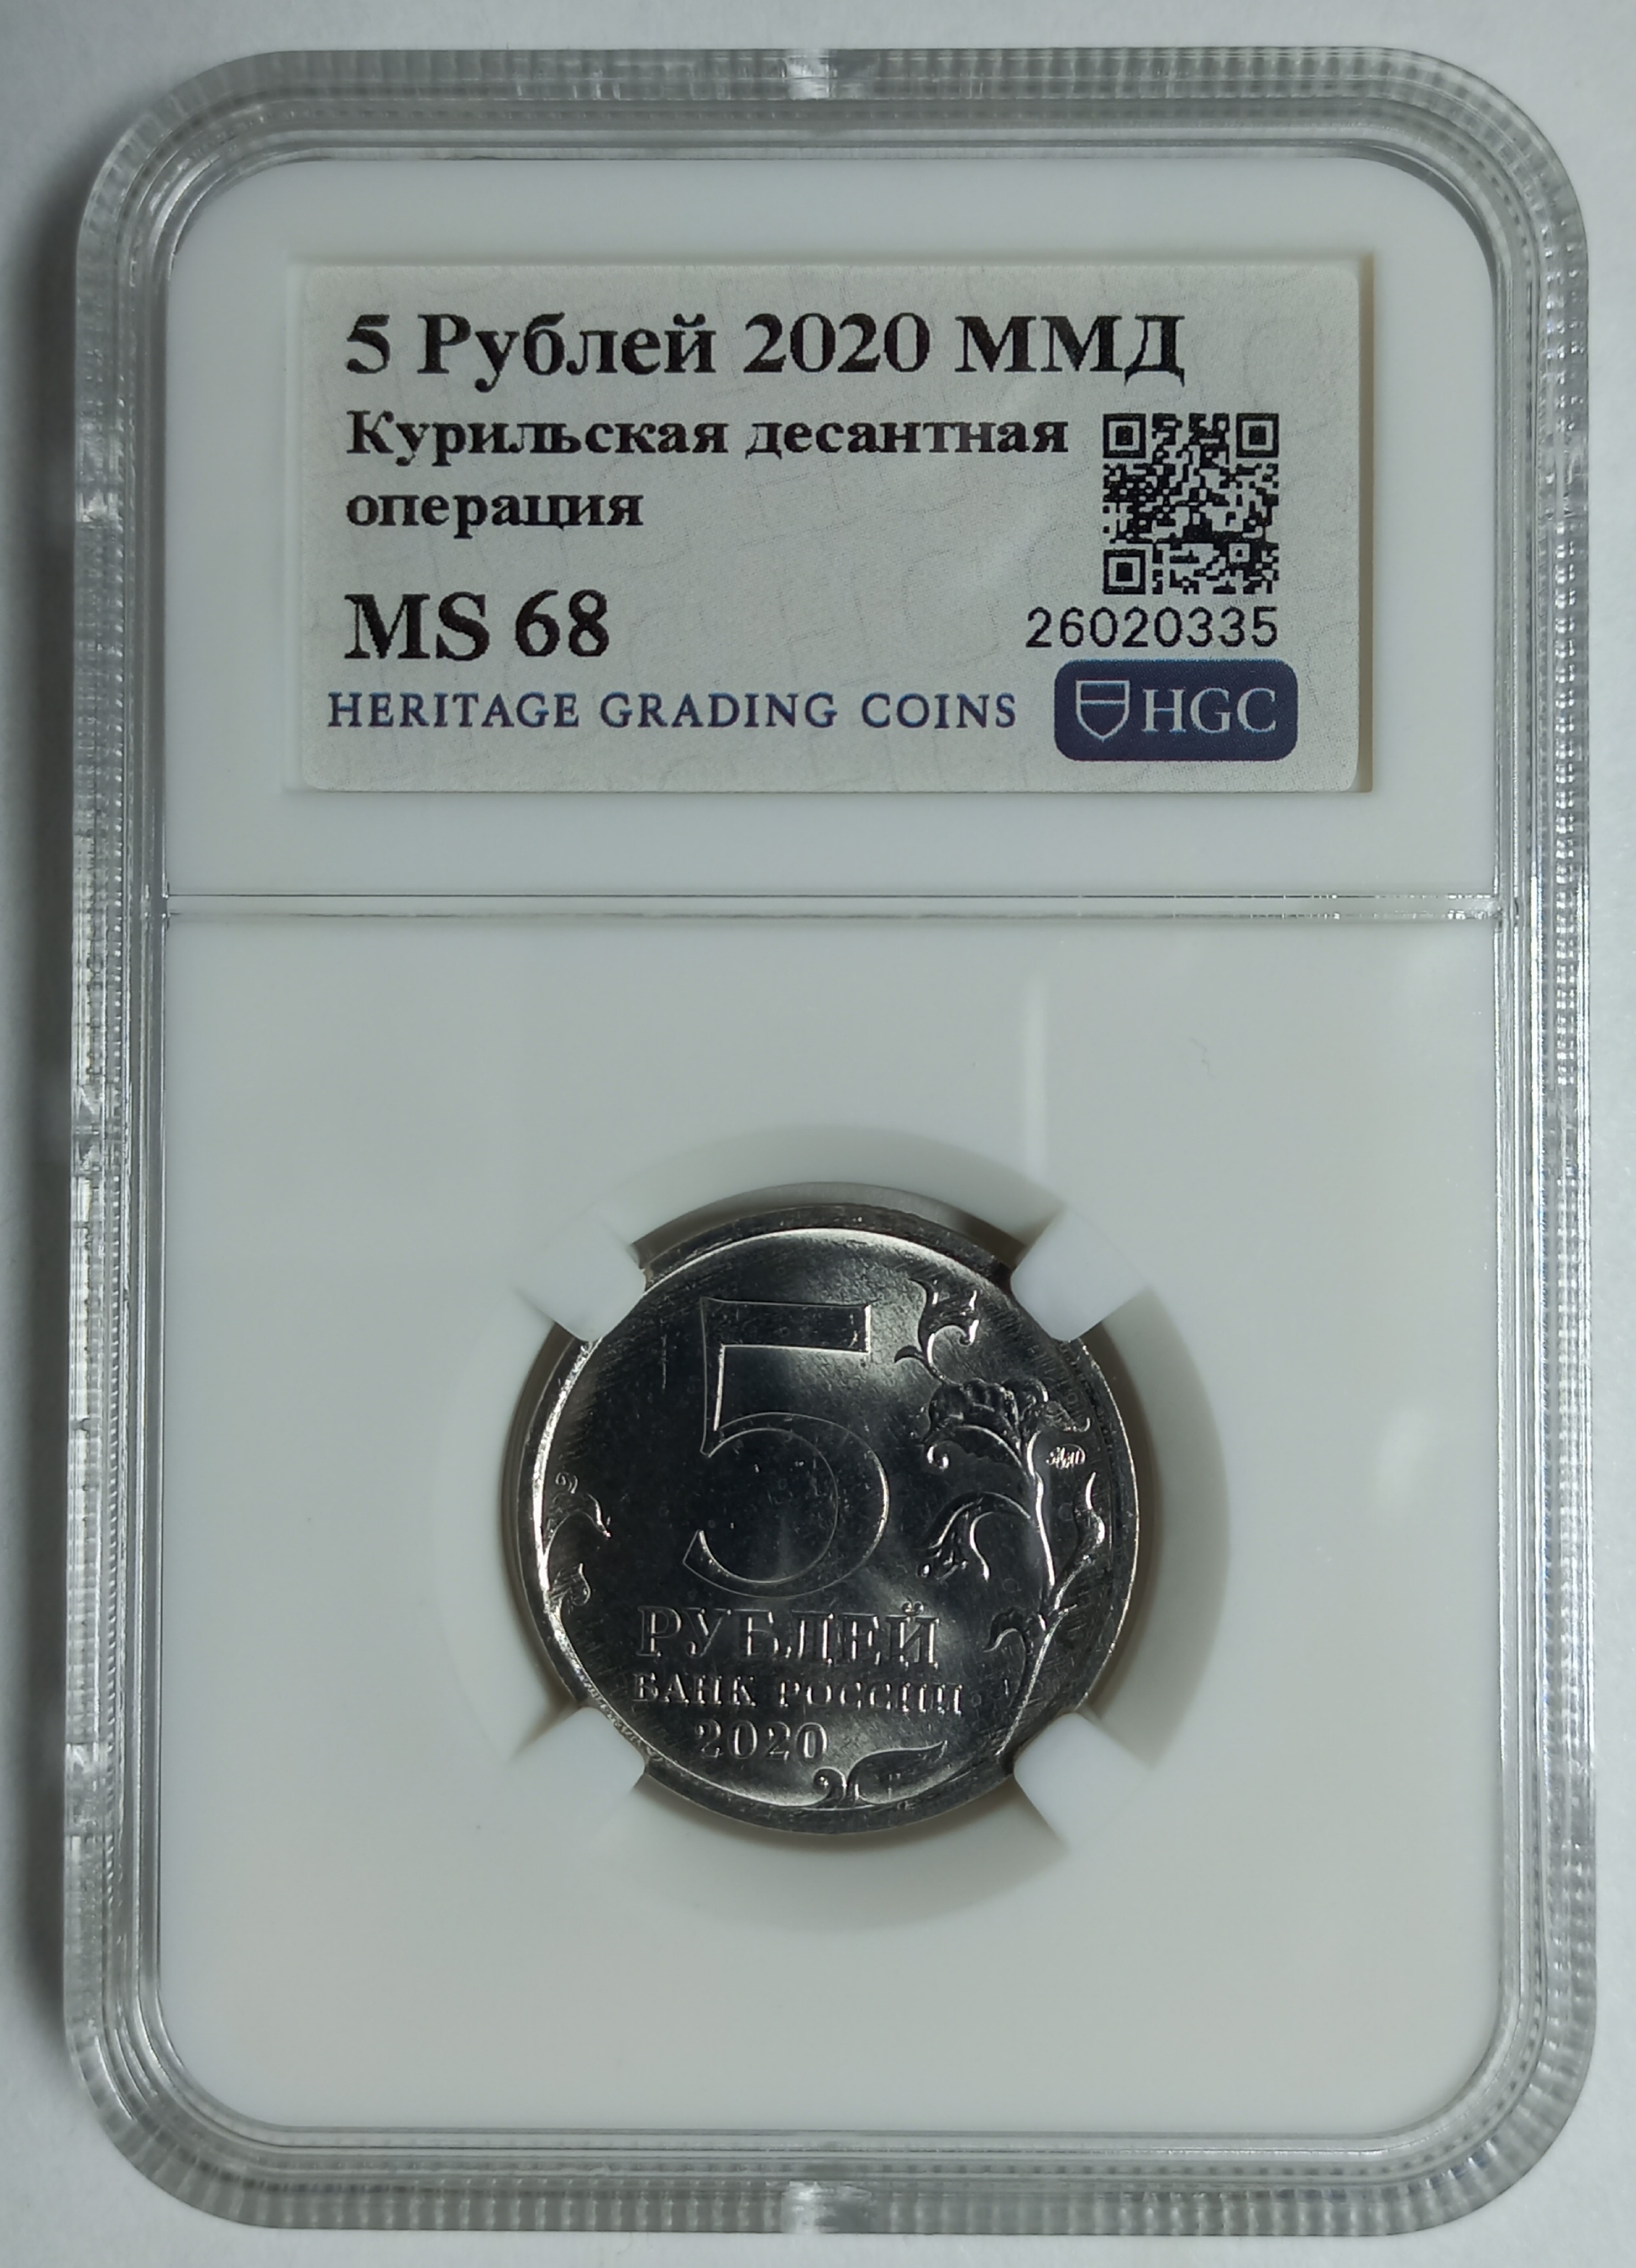 5 Рублей 2020 ММД
Курильская десантная
операция
MS 68
26020335
HERITAGE GRADING COINS
HGC
5
РУБЛЕЙ
БАНК РОССИИ
2020